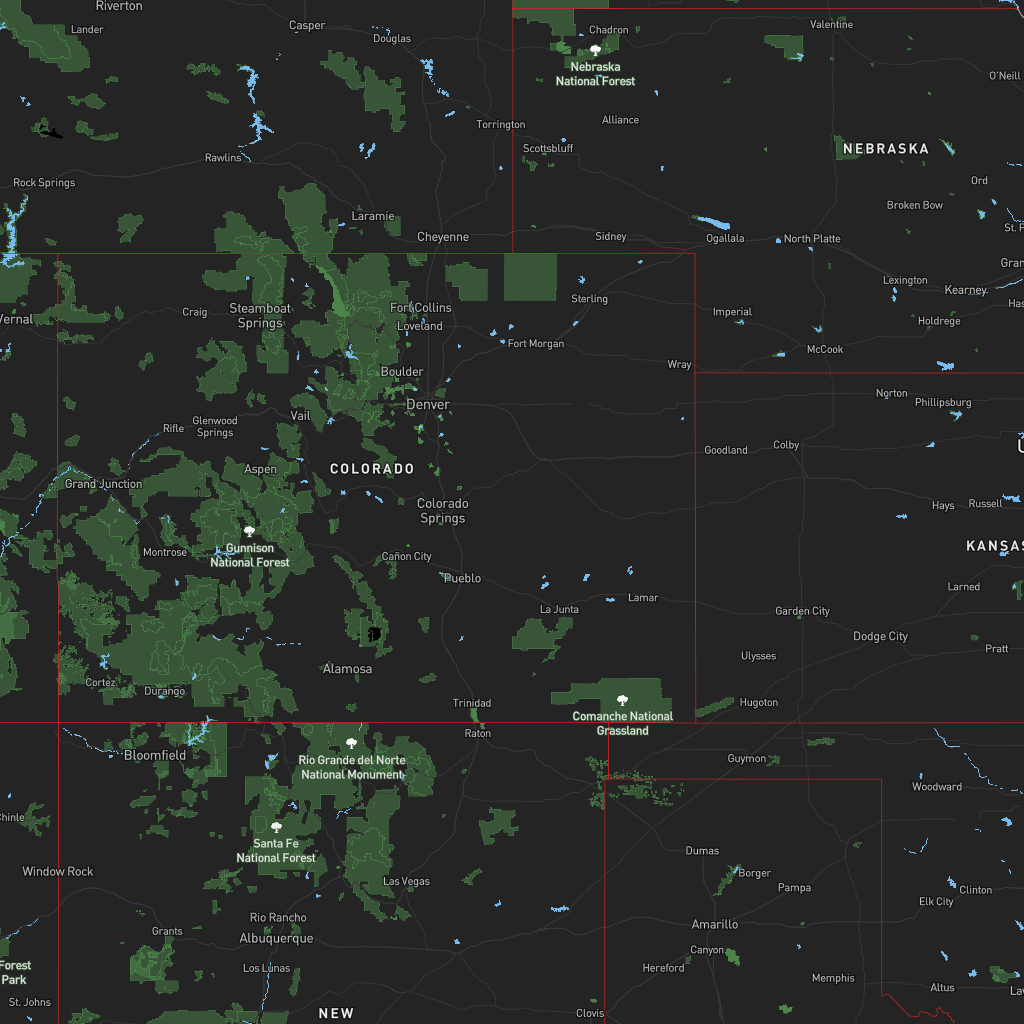 Riverton
Lander
Casper
Douglas
Chadron
Valentine
Nebraska
National Forest
O'Neill
Torrington
Alliance
Scottsbluff
NEBRASKA
Rawlins
Rock Springs
Ord
Laramie
Broken Bow
Cheyenne
Sidney
Ogallala
North Platte
St. P
Gran
Lexington
Kearney
Sterling
Has
Craig
Steamboat
Springs
Fort Collins
Loveland
Imperial
Holdrege
Vernal
Fort Morgan
McCook
Wray
Boulder
Norton
Phillipsburg
Denver
Vail
Glenwood
Springs
Rifle
Goodland
Colby
U
Aspen
COLORADO
Grand Junction
Colorado
Springs
Hays
Russell
Gunnison
National Forest
Montrose
Cañon City
KANSAS
Pueblo
Larned
La Junta
Lamar
Garden City
Dodge City
Pratt
Ulysses
Alamosa
Cortez
Durango
Trinidad
Hugoton
Comanche National
Grassland
Raton
Bloomfield
Rio Grande del Norte
National Monument
Guymon
Woodward
Chinle
Santa Fe
National Forest
Dumas
Window Rock
Las Vegas
Borger
Pampa
Clinton
Elk City
Rio Rancho
Albuquerque
Grants
Amarillo
Canyon
Forest
Park
Los Lunas
Hereford
Memphis
Altus
Law
St. Johns
NEW
Clovis